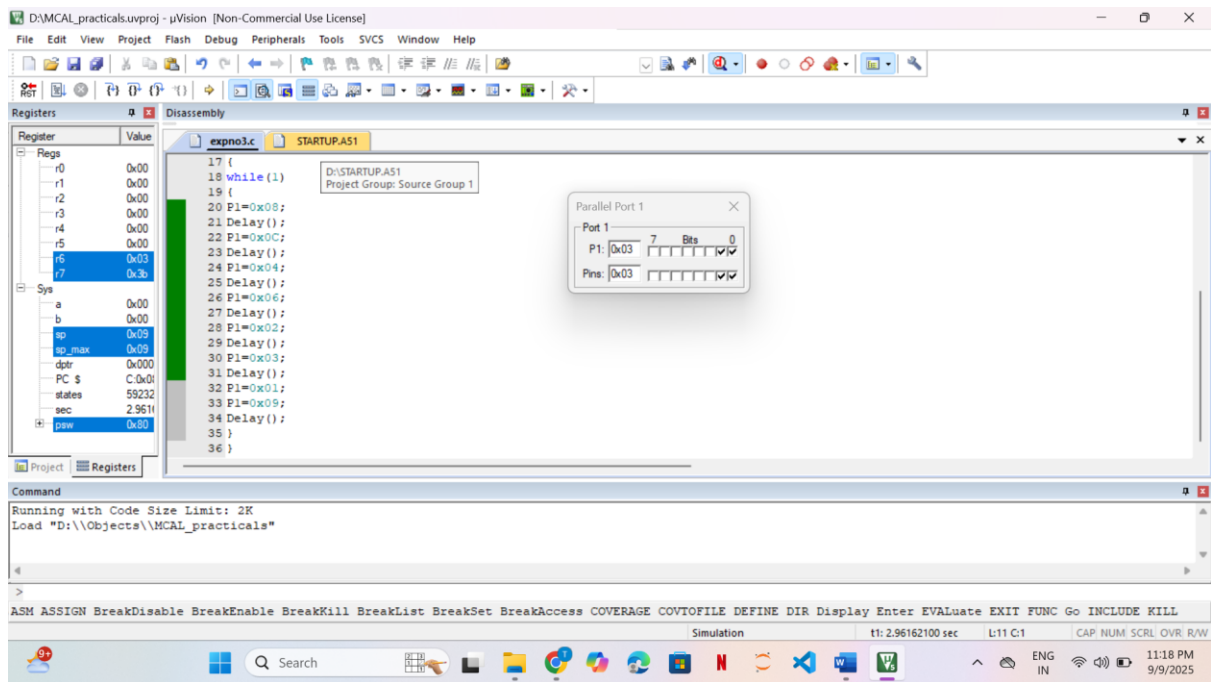 D:\MCAL_practicals.uvproj - µVision [Non-Commercial Use License]
File Edit View Project Flash Debug Peripherals Tools SVCS Window Help
Registers
Disassembly
Register Value
expno3.c STARTUP.A51
Regs
r0 0x00
r1 0x00
r2 0x00
r3 0x00
r4 0x00
r5 0x00
r6 0x03
r7 0x3b
Sys
a 0x00
b 0x00
sp 0x09
sp_max 0x09
dptr 0x000
PC $ C:0x08
states 59232
sec 2.9616
psw 0x80
Project Registers
17 {
18 while(1)
19 {
20 P1=0x08;
21 Delay();
22 P1=0x0C;
23 Delay();
24 P1=0x04;
25 Delay();
26 P1=0x06;
27 Delay();
28 P1=0x02;
29 Delay();
30 P1=0x03;
31 Delay();
32 P1=0x01;
33 P1=0x09;
34 Delay();
35 }
36 }
D:\STARTUP.A51
Project Group: Source Group 1
Parallel Port 1
Port 1
7 Bits 0
P1: 0x03
Pins: 0x03
Command
Running with Code Size Limit: 2K
Load "D:\\Objects\\MCAL_practicals"
>
ASM ASSIGN BreakDisable BreakEnable BreakKill BreakList BreakSet BreakAccess COVERAGE COVTOFILE DEFINE DIR Display Enter EVALuate EXIT FUNC Go INCLUDE KILL
Simulation t1: 2.96162100 sec L:11 C:1 CAP NUM SCRL OVR R/W
Search
ENG
IN
11:18 PM
9/9/2025